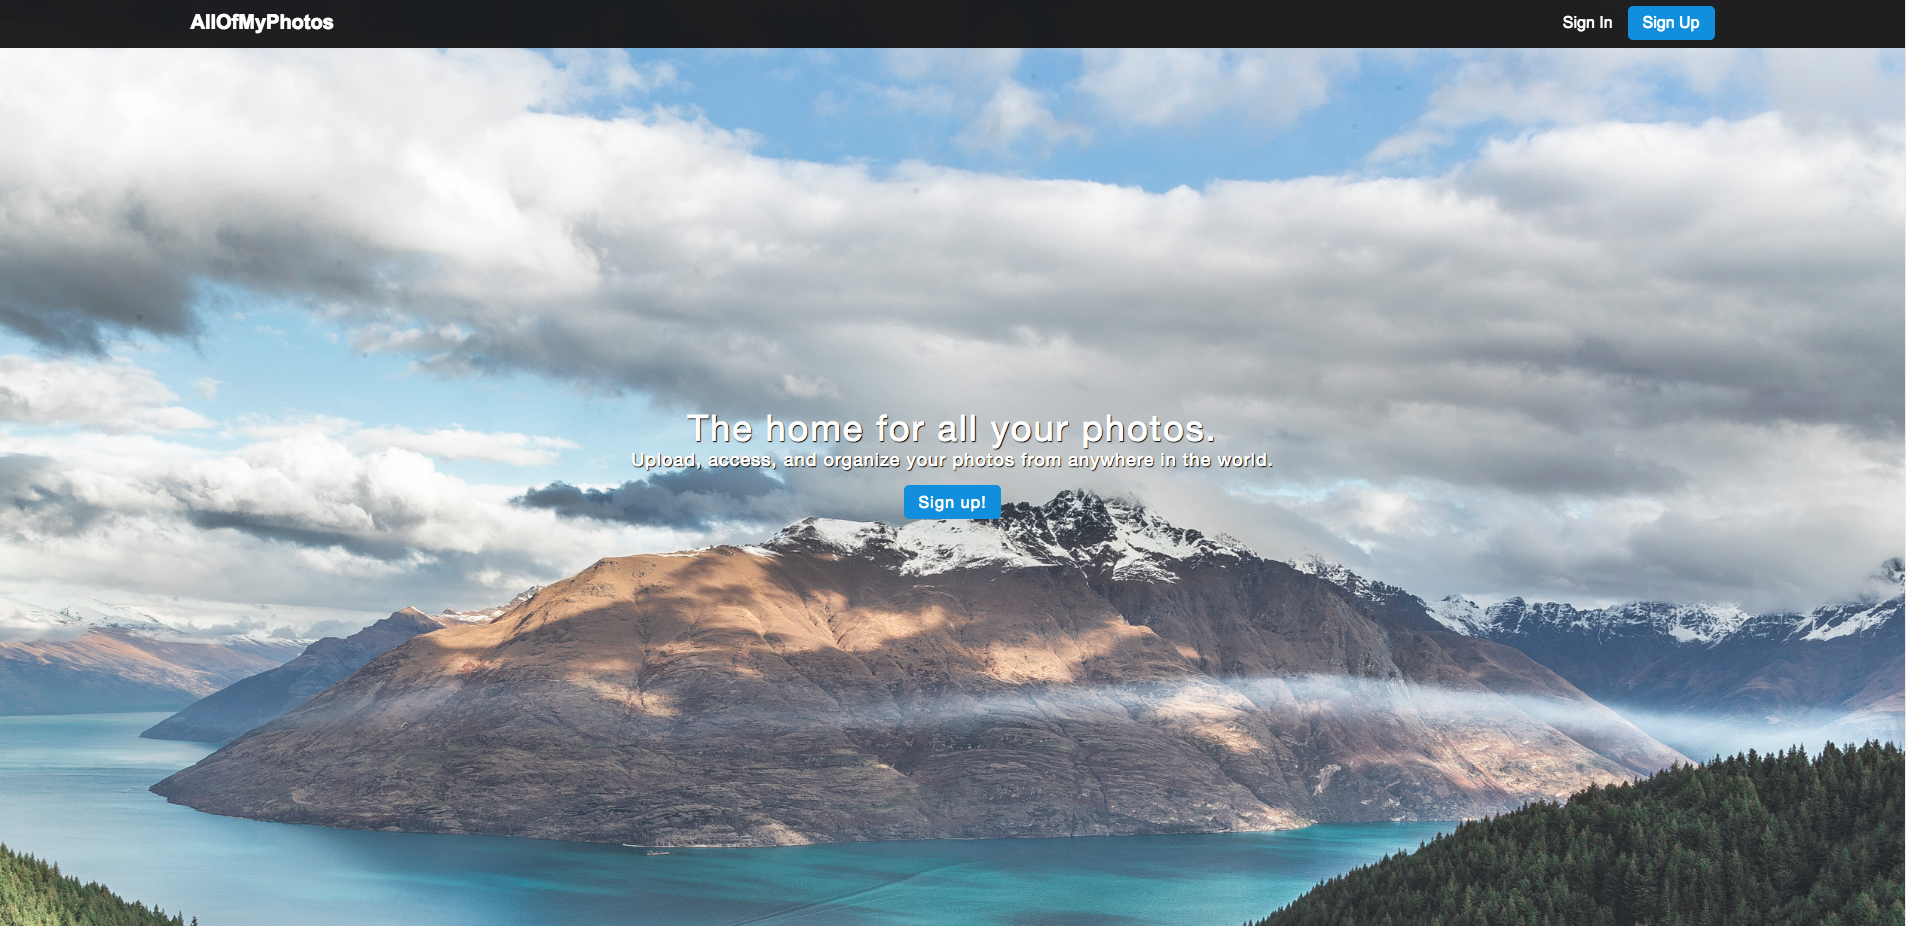 AllOfMyPhotos
Sign In
Sign Up
The home for all your photos.
Upload, access, and organize your photos from anywhere in the world.
Sign up!